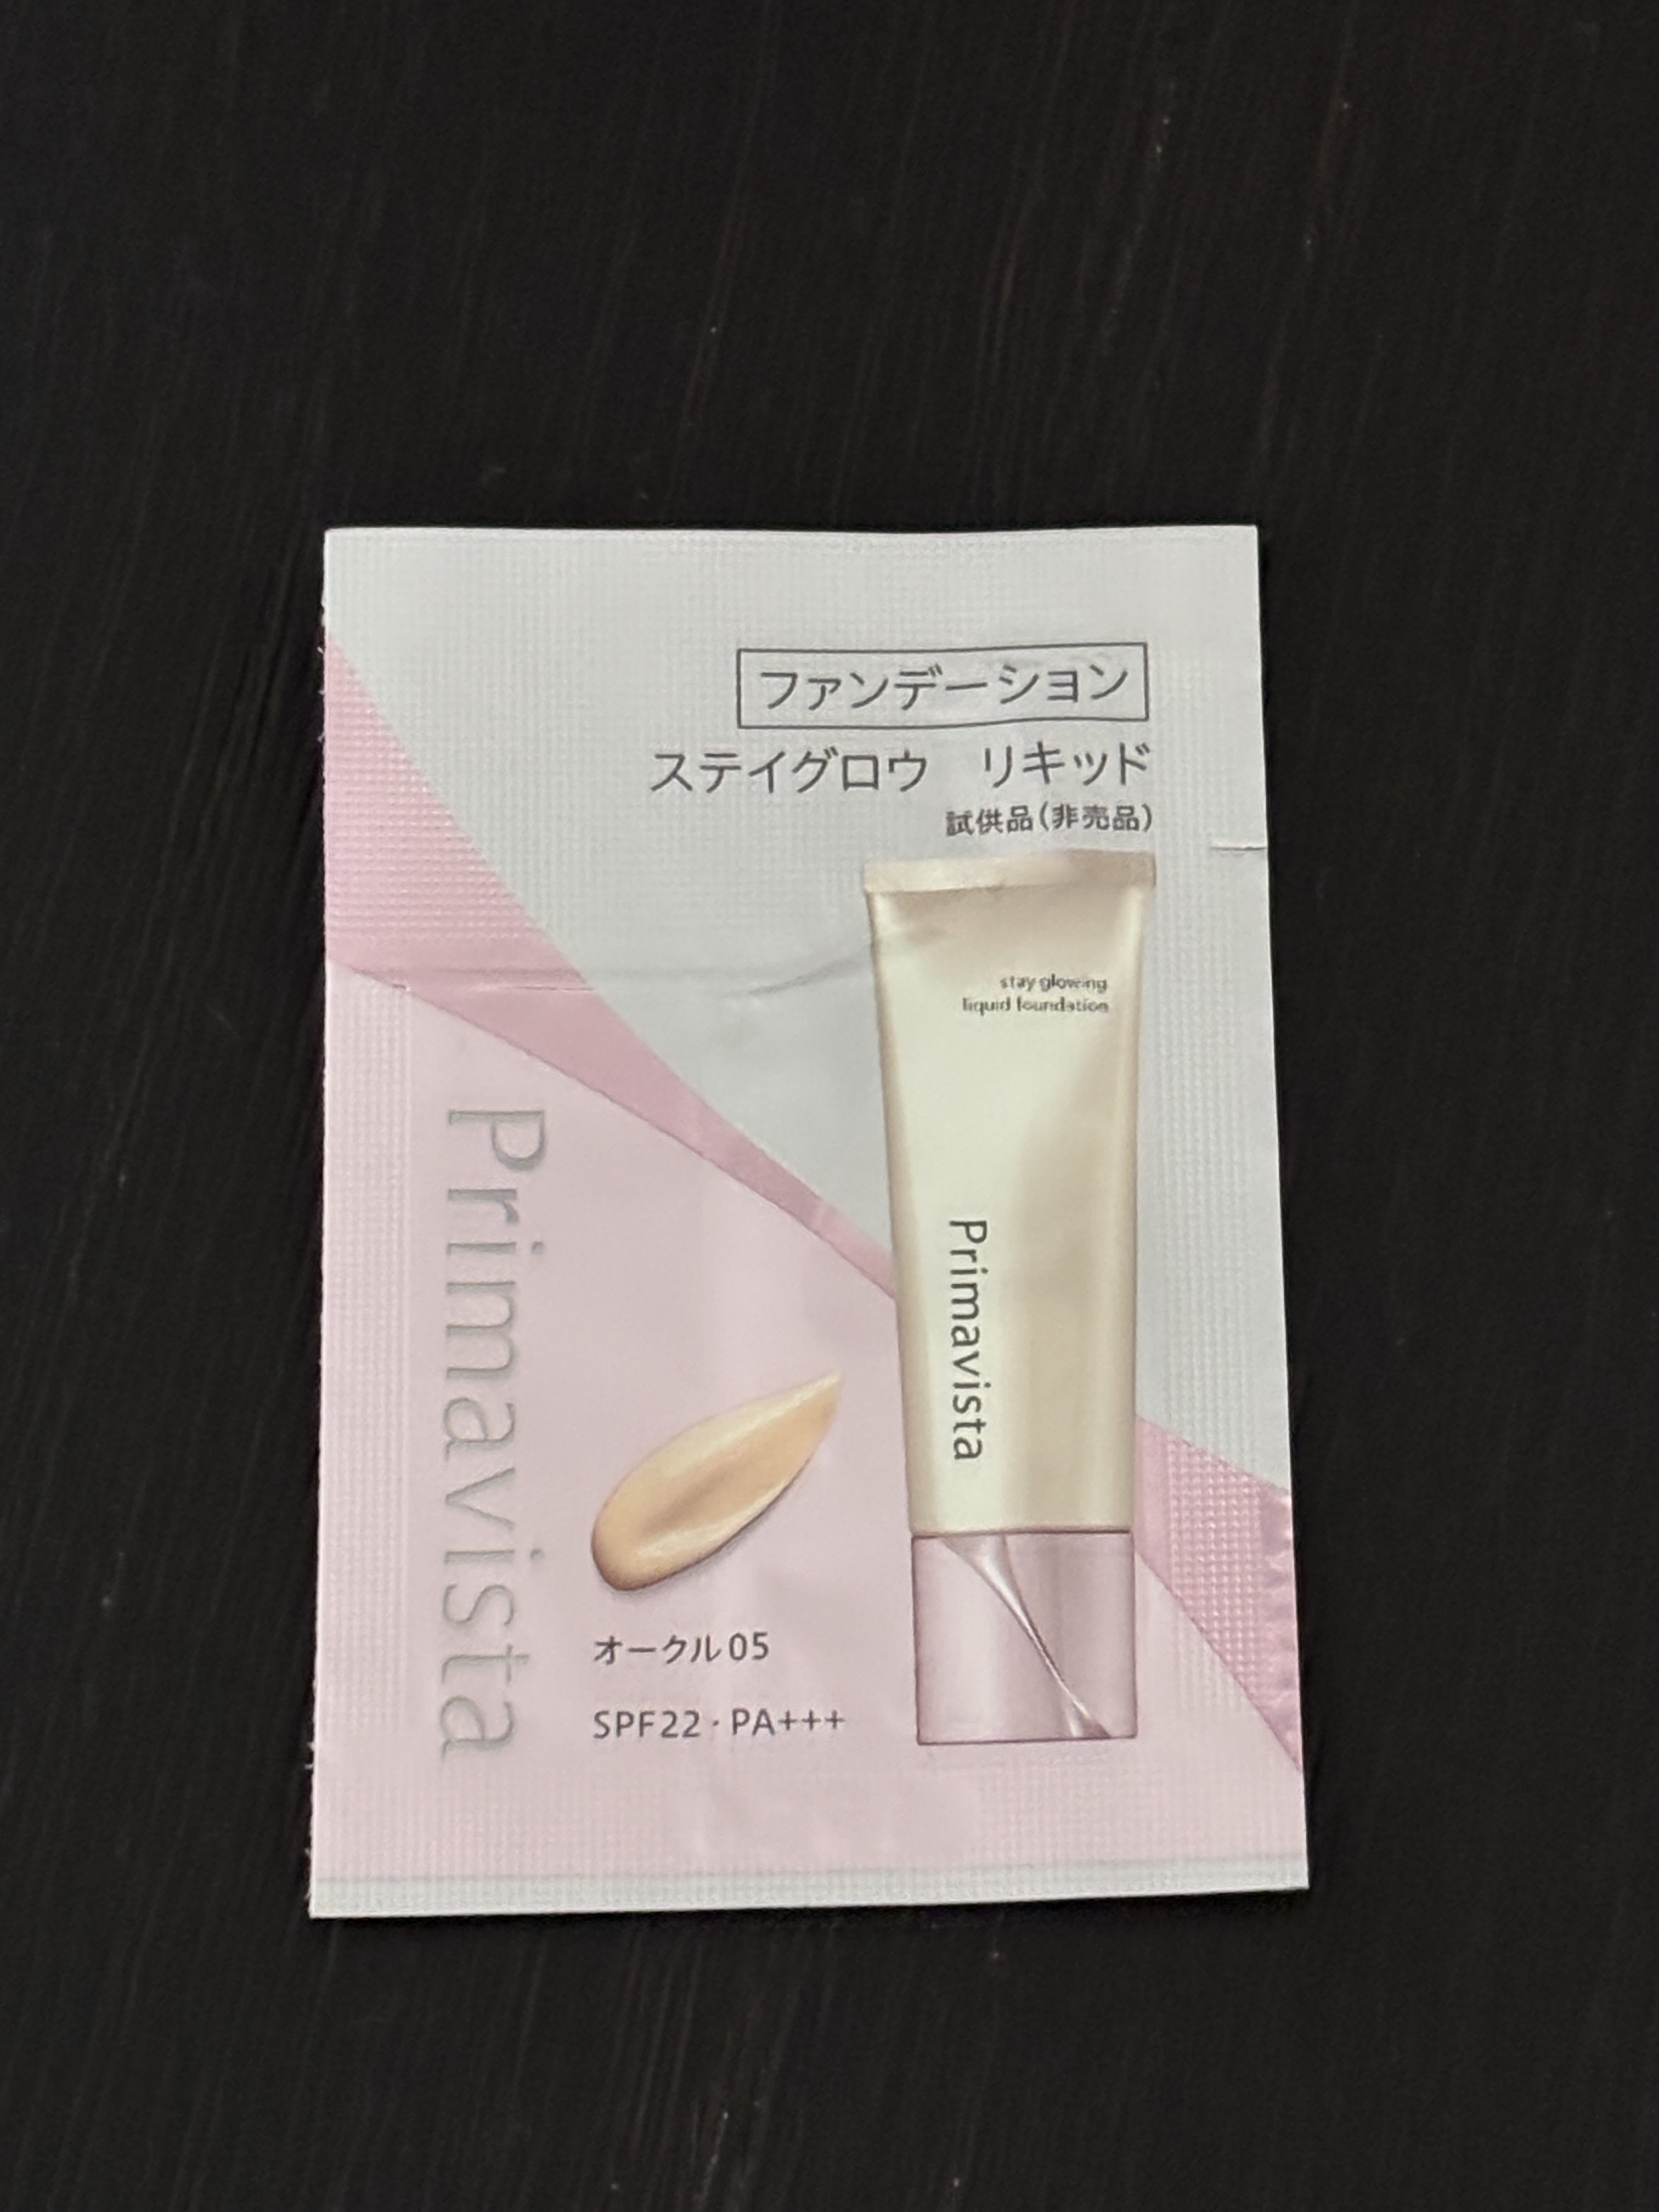 ファンデーション
ステイグロウ リキッド
試供品(非売品)
stay glowing
liquid foundation
Primavista
Primavista
オークル05
SPF22・PA+++